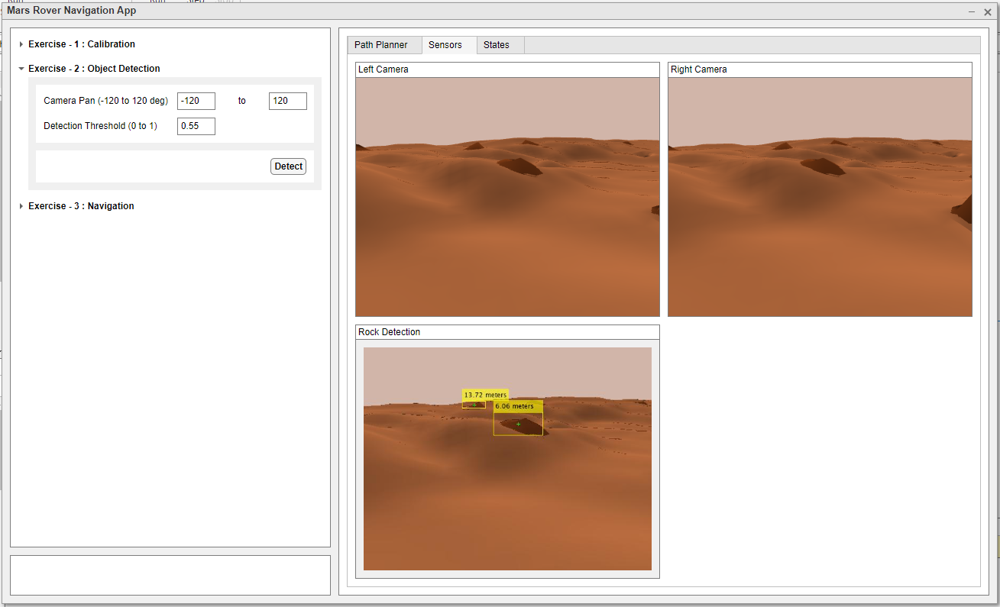 Mars Rover Navigation App
Exercise - 1 : Calibration
Exercise - 2 : Object Detection
Camera Pan (-120 to 120 deg) -120 to 120
Detection Threshold (0 to 1) 0.55
Detect
Exercise - 3 : Navigation
Path Planner Sensors States
Left Camera Right Camera
Rock Detection
13.72 meters
6.06 meters